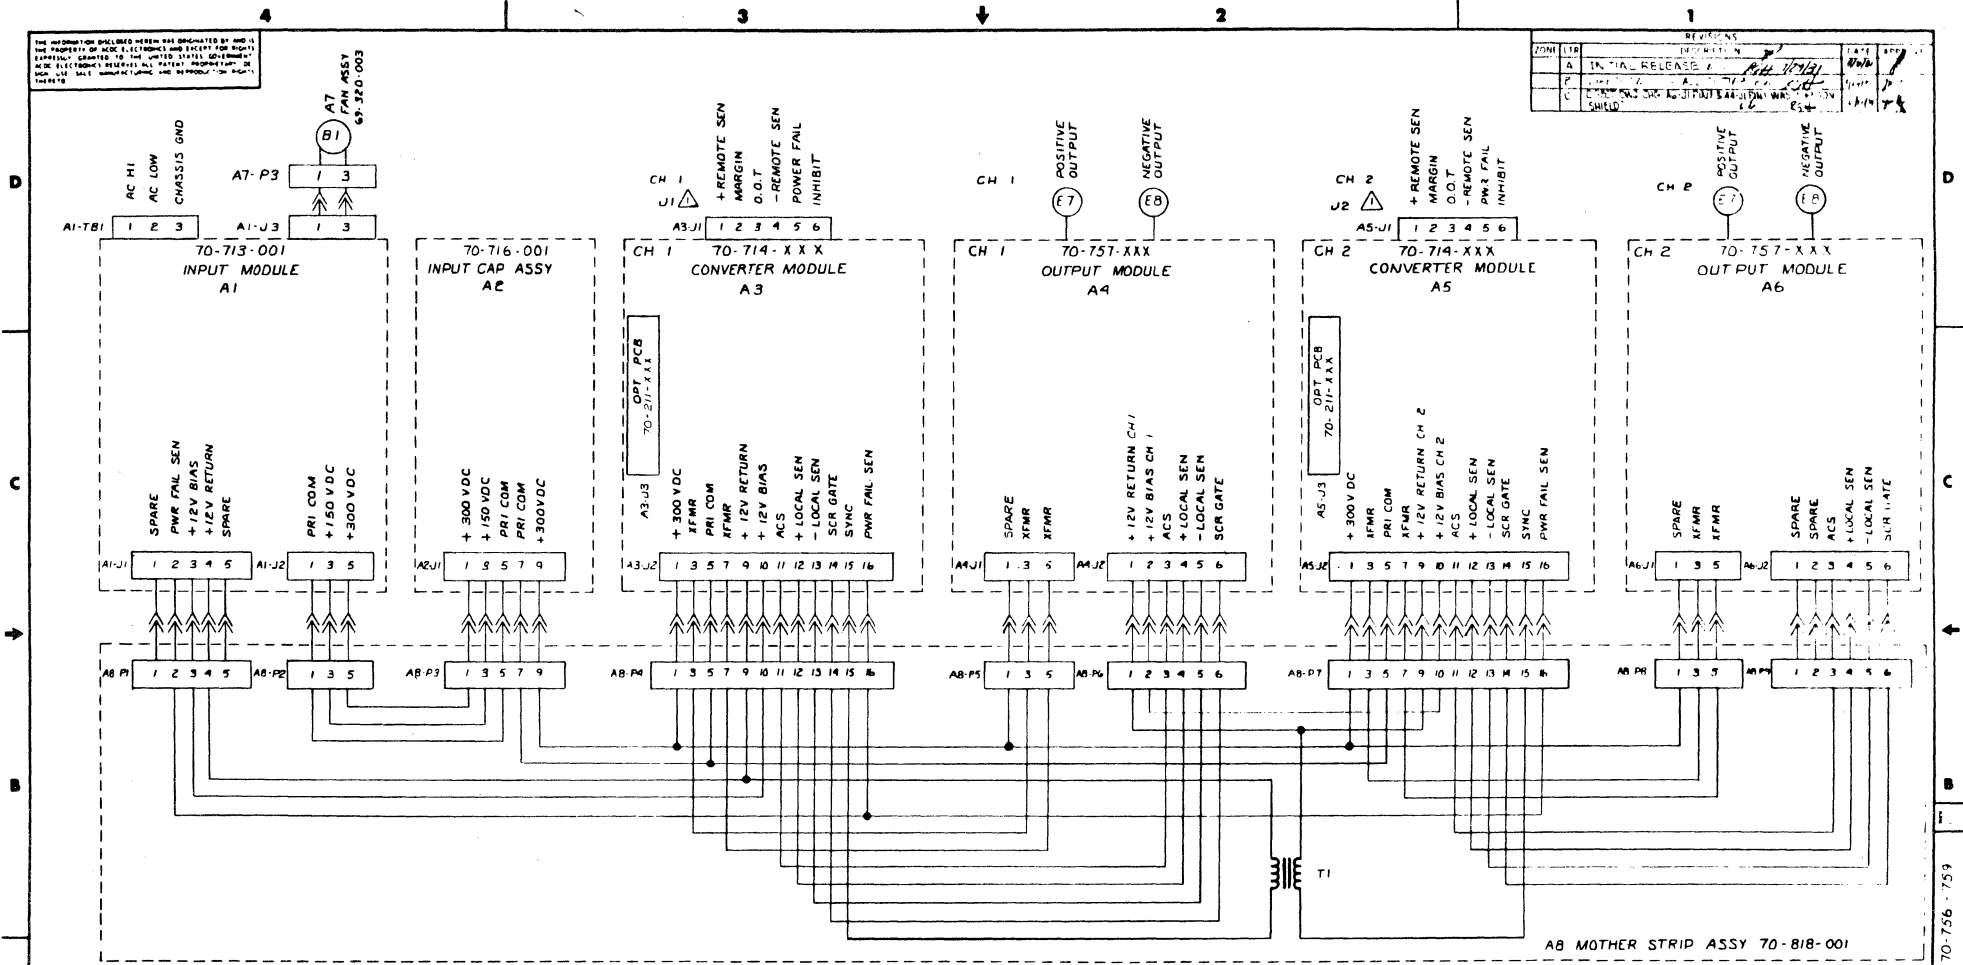 4 3 2 1
THE INFORMATION DISCLOSED HEREIN WAS ORIGINATED BY AND IS
THE PROPERTY OF ACDC ELECTRONICS AND EXCEPT FOR RIGHTS
EXPRESSLY GRANTED TO THE UNITED STATES GOVERNMENT
ACDC ELECTRONICS RESERVES ALL PATENT PROPRIETARY DE
SIGN USE SALE MANUFACTURING AND REPRODUCTION RIGHTS
THERETO
REVISIONS
ZONE LTR DESCRIPTION DATE
A INITIAL RELEASE
C
SHIELD
D
C
B
D
C
B
A7
FAN ASSY
69-320-003
B1
A7-P3 1 3
AC HI
AC LOW
CHASSIS GND
A1-TB1 1 2 3
A1-J3 1 3
70-713-001
INPUT MODULE
A1
SPARE
PWR FAIL SEN
+12V BIAS
+12V RETURN
SPARE
A1-J1 1 2 3 4 5
PRI COM
+150 VDC
+300 VDC
A1-J2 1 3 5
70-716-001
INPUT CAP ASSY
A2
+300 VDC
+150 VDC
PRI COM
PRI COM
+300VDC
A2J1 1 3 5 7 9
CH 1
J1 1
+REMOTE SEN
MARGIN
O.O.T
-REMOTE SEN
POWER FAIL
INHIBIT
A3-J1 1 2 3 4 5 6
CH 1
70-714-XXX
CONVERTER MODULE
A3
OPT PCB
70-211-XXX
A3-J3
+300 VDC
XFMR
PRI COM
XFMR
+12V RETURN
+12V BIAS
ACS
+LOCAL SEN
-LOCAL SEN
SCR GATE
SYNC
PWR FAIL SEN
A3-J2 1 3 5 7 9 10 11 12 13 14 15 16
CH 1
POSITIVE
OUTPUT
E7
NEGATIVE
OUTPUT
E8
CH 1
70-757-XXX
OUTPUT MODULE
A4
SPARE
XFMR
XFMR
A4J1 1 3 5
+12V RETURN CH 1
+12V BIAS CH 1
ACS
+LOCAL SEN
-LOCAL SEN
SCR GATE
A4-J2 1 2 3 4 5 6
CH 2
J2 1
+REMOTE SEN
MARGIN
O.O.T
-REMOTE SEN
PWR FAIL
INHIBIT
A5-J1 1 2 3 4 5 6
CH 2
70-714-XXX
CONVERTER MODULE
A5
OPT PCB
70-211-XXX
A5-J3
+300 VDC
XFMR
PRI COM
XFMR
+12V RETURN CH 2
+12V BIAS CH 2
ACS
+LOCAL SEN
-LOCAL SEN
SCR GATE
SYNC
PWR FAIL SEN
A5-J2 1 3 5 7 9 10 11 12 13 14 15 16
CH 2
POSITIVE
OUTPUT
E7
NEGATIVE
OUTPUT
E8
CH 2
70-757-XXX
OUTPUT MODULE
A6
SPARE
XFMR
XFMR
A6-J1 1 3 5
SPARE
SPARE
ACS
+LOCAL SEN
-LOCAL SEN
SCR GATE
A6-J2 1 2 3 4 5 6
A8-P1 1 2 3 4 5
A8-P2 1 3 5
A8-P3 1 3 5 7 9
A8-P4 1 3 5 7 9 10 11 12 13 14 15 16
A8-P5 1 3 5
A8-P6 1 2 3 4 5 6
A8-P7 1 3 5 7 9 10 11 12 13 14 15 16
A8-P8 1 3 5
A8-P9 1 2 3 4 5 6
T1
A8 MOTHER STRIP ASSY 70-818-001
70-756-759